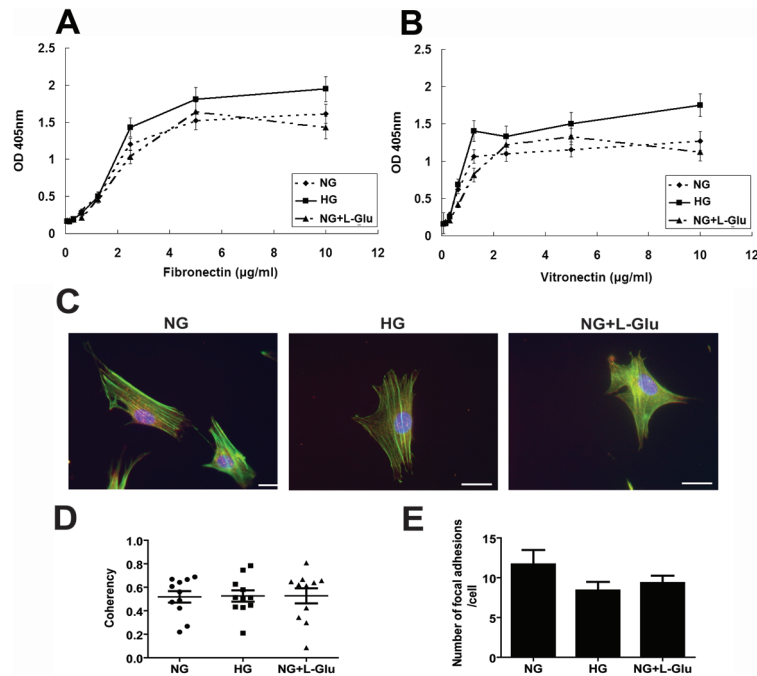 A
B
2.5
2
1.5
1
0.5
0
OD 405nm
NG
HG
NG+L-Glu
0 2 4 6 8 10 12
Fibronectin (µg/ml)
2.5
2
1.5
1
0.5
0
OD 405nm
NG
HG
NG+L-Glu
0 2 4 6 8 10 12
Vitronectin (µg/ml)
C
NG
HG
NG+L-Glu
D
1.0
0.8
0.6
0.4
0.2
0.0
Coherency
NG HG NG+L-Glu
E
15
10
5
0
Number of focal adhesions
/cell
NG HG NG+L-Glu